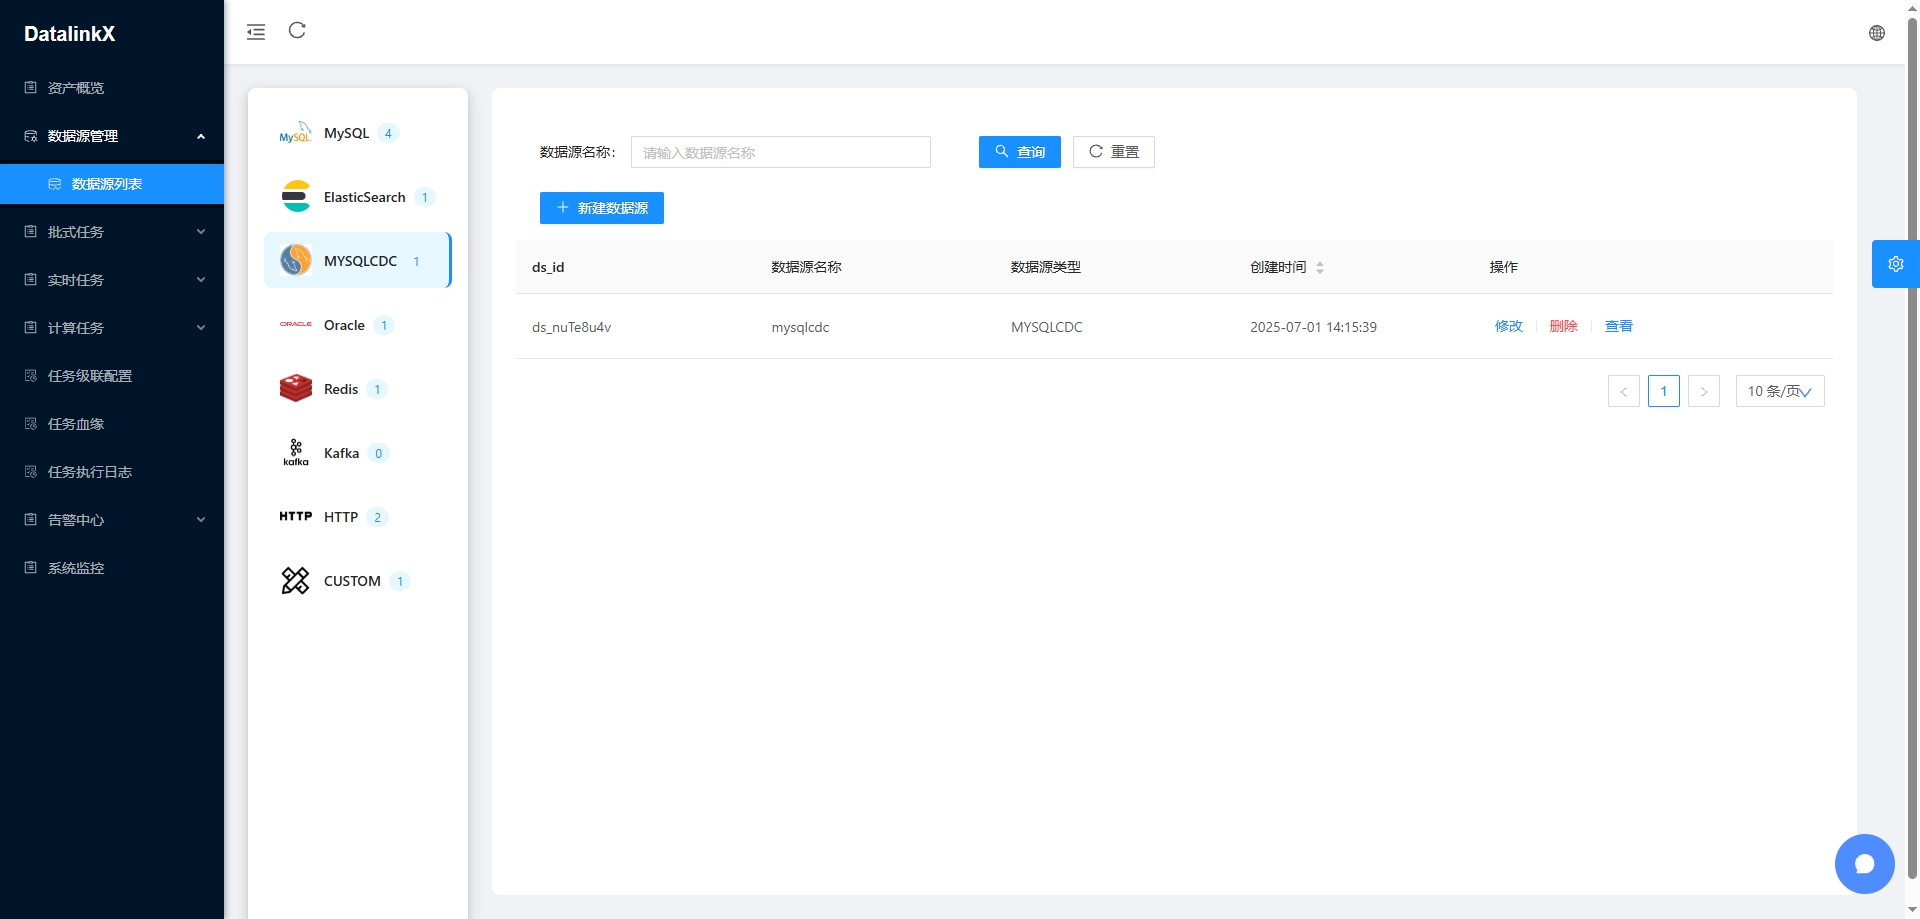 DatalinkX
资产概览
数据源管理
数据源列表
批式任务
实时任务
计算任务
任务级联配置
任务血缘
任务执行日志
告警中心
系统监控
MySQL MySQL 4
ElasticSearch 1
MYSQLCDC 1
ORACLE Oracle 1
Redis 1
kafka Kafka 0
HTTP HTTP 2
CUSTOM 1
数据源名称: 请输入数据源名称 查询 重置
新建数据源
ds_id 数据源名称 数据源类型 创建时间 操作
ds_nuTe8u4v mysqlcdc MYSQLCDC 2025-07-01 14:15:39 修改 删除 查看
< 1 > 10 条/页